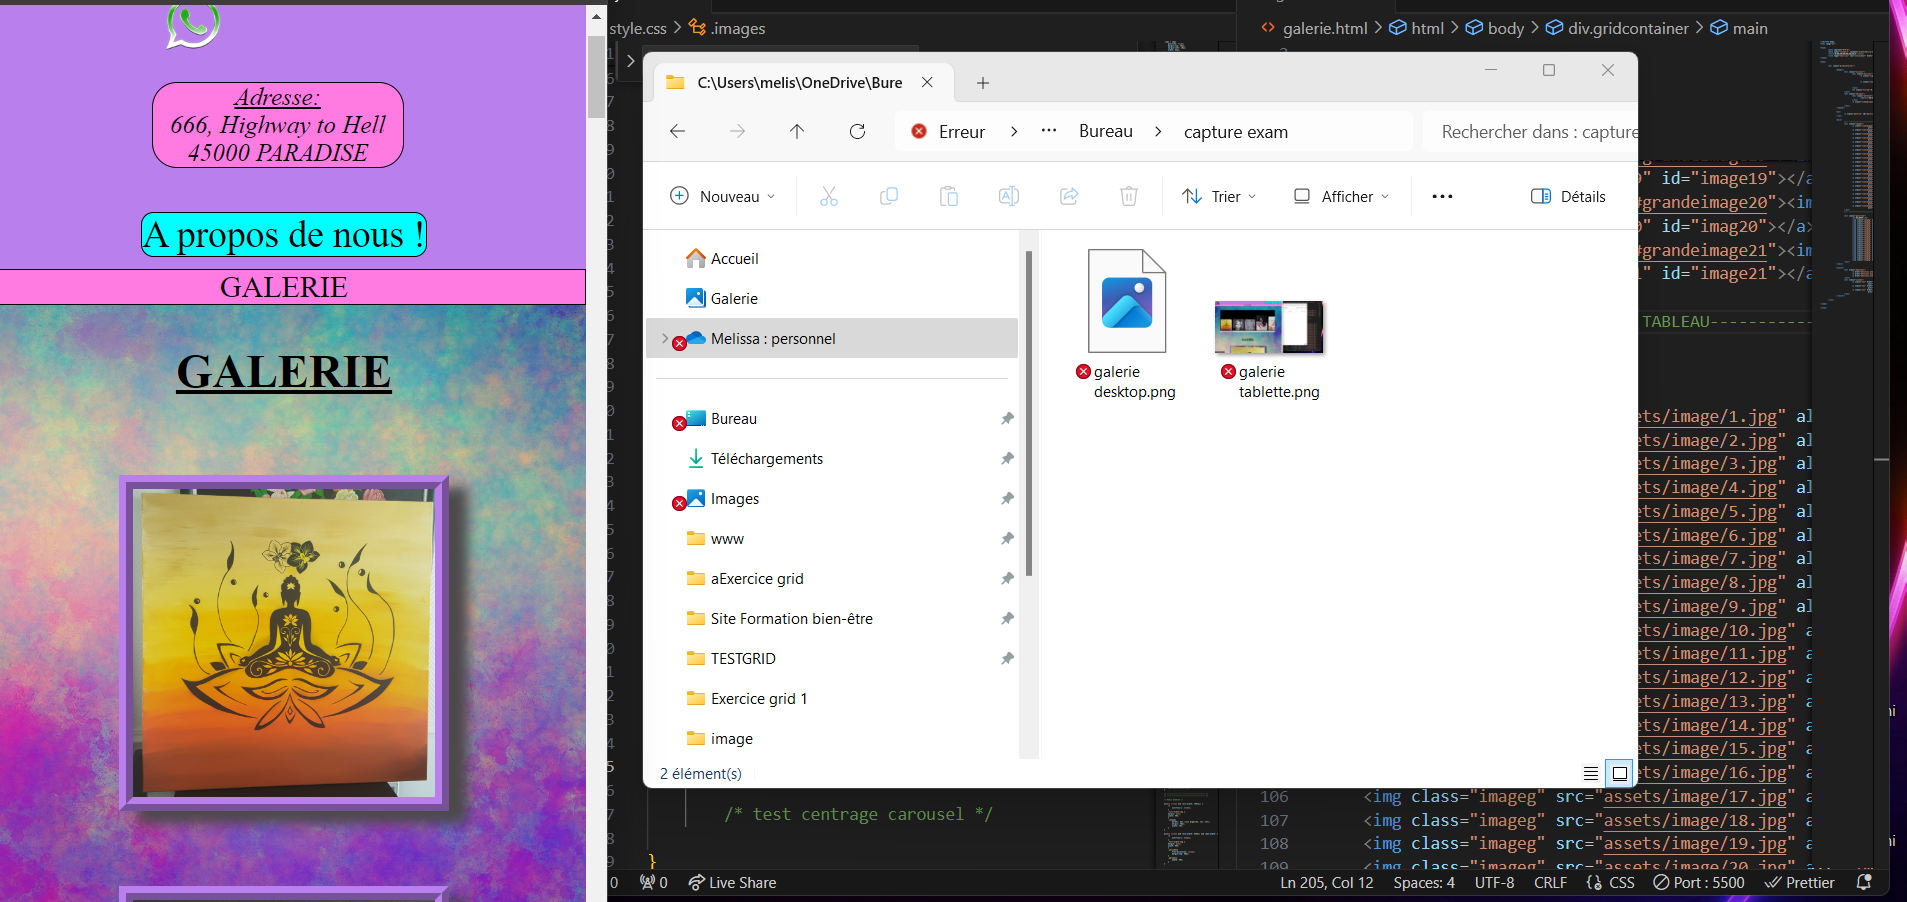 Adresse:
666, Highway to Hell
45000 PARADISE
A propos de nous !
GALERIE
GALERIE
style.css > .images
galerie.html > html > body > div.gridcontainer > main
C:\Users\melis\OneDrive\Bure
Erreur > ... Bureau > capture exam
Rechercher dans : capture
Nouveau
Trier
Afficher
Détails
Accueil
Galerie
Melissa : personnel
Bureau
Téléchargements
Images
www
aExercice grid
Site Formation bien-être
TESTGRID
Exercice grid 1
image
galerie
desktop.png
galerie
tablette.png
2 élément(s)
" id="image19"></a
#grandeimage20"><im
" id="imag20"></a>
#grandeimage21"><im
" id="image21"></a
TABLEAU-----------
ets/image/1.jpg" al
ets/image/2.jpg" al
ets/image/3.jpg" al
ets/image/4.jpg" al
ets/image/5.jpg" al
ets/image/6.jpg" al
ets/image/7.jpg" al
ets/image/8.jpg" al
ets/image/9.jpg" al
ets/image/10.jpg" a
ets/image/11.jpg" a
ets/image/12.jpg" a
ets/image/13.jpg" a
ets/image/14.jpg" a
ets/image/15.jpg" a
ets/image/16.jpg" a
106 <img class="imageg" src="assets/image/17.jpg" a
107 <img class="imageg" src="assets/image/18.jpg" a
108 <img class="imageg" src="assets/image/19.jpg" a
109 <img class="imageg" src="assets/image/20.jpg" a
/* test centrage carousel */
}
0 0 Live Share
Ln 205, Col 12 Spaces: 4 UTF-8 CRLF {} CSS Port : 5500 Prettier